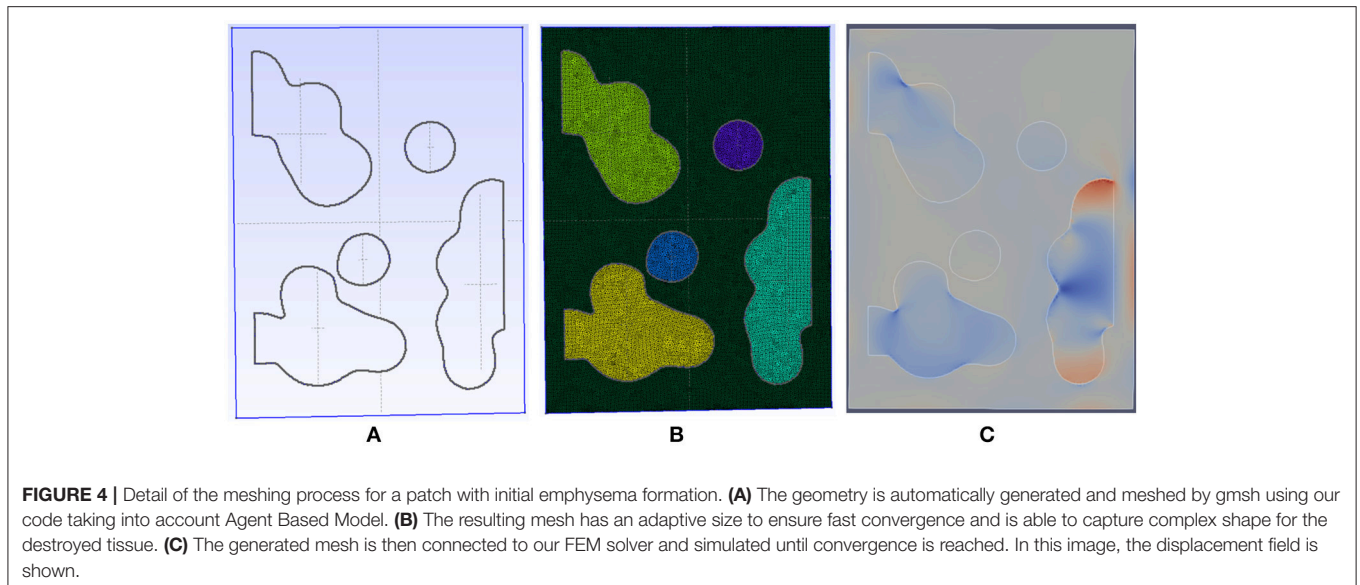 A
B
C
FIGURE 4 | Detail of the meshing process for a patch with initial emphysema formation. (A) The geometry is automatically generated and meshed by gmsh using our
code taking into account Agent Based Model. (B) The resulting mesh has an adaptive size to ensure fast convergence and is able to capture complex shape for the
destroyed tissue. (C) The generated mesh is then connected to our FEM solver and simulated until convergence is reached. In this image, the displacement field is
shown.